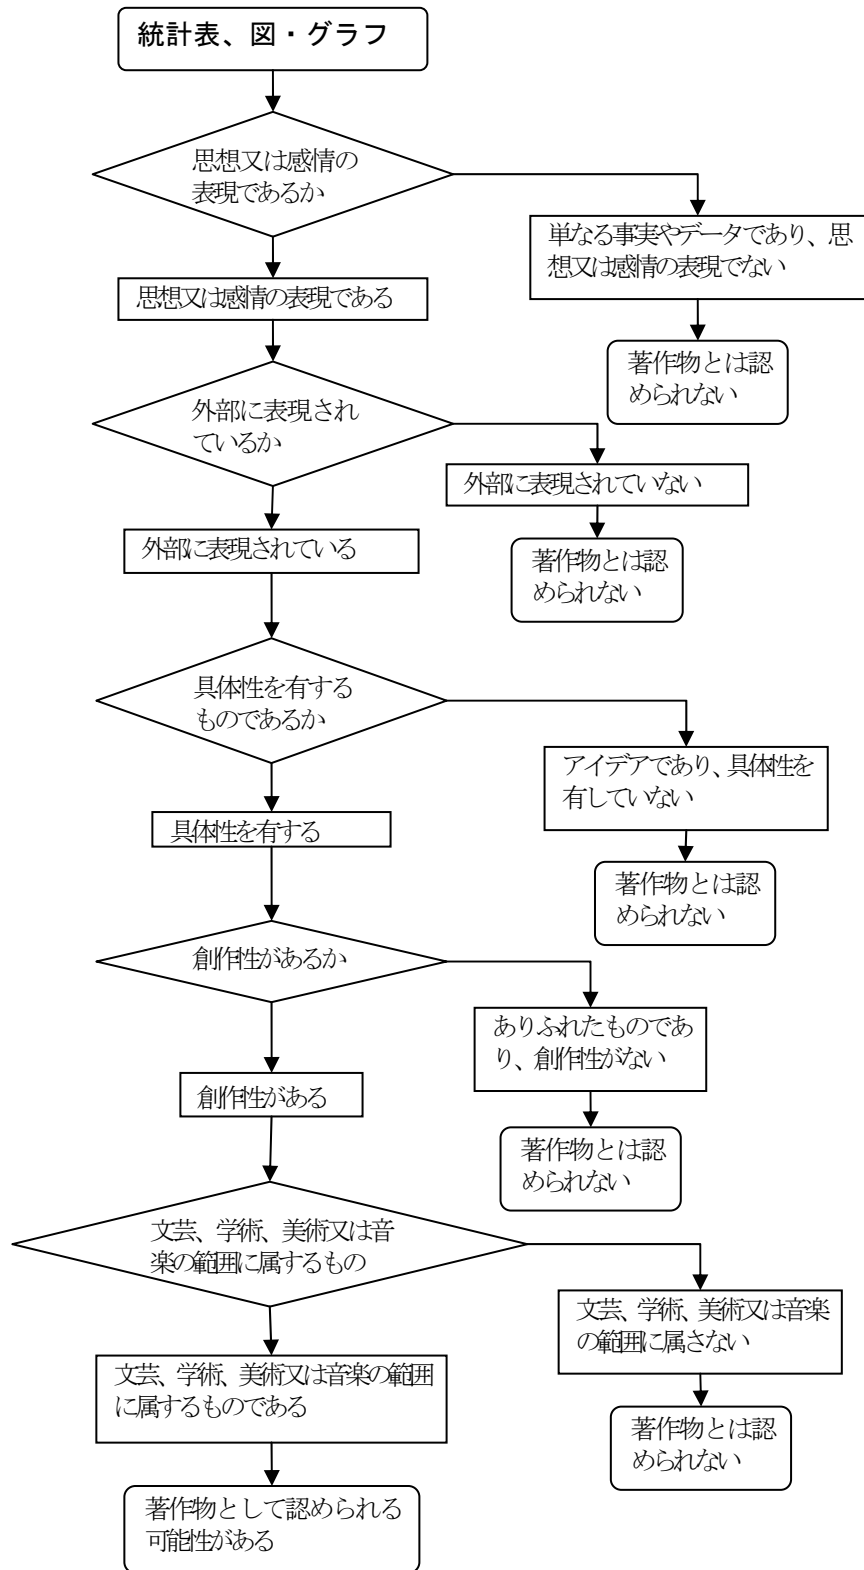 統計表、図・グラフ
思想又は感情の
表現であるか
単なる事実やデータであり、思
想又は感情の表現でない
思想又は感情の表現である
著作物とは認
められない
外部に表現され
ているか
外部に表現されていない
外部に表現されている
著作物とは認
められない
具体性を有する
ものであるか
アイデアであり、具体性を
有していない
具体性を有する
著作物とは認
められない
創作性があるか
ありふれたものであ
り、創作性がない
創作性がある
著作物とは認
められない
文芸、学術、美術又は音
楽の範囲に属するもの
文芸、学術、美術又は音楽
の範囲に属さない
文芸、学術、美術又は音楽の範囲
に属するものである
著作物とは認
められない
著作物として認められる
可能性がある